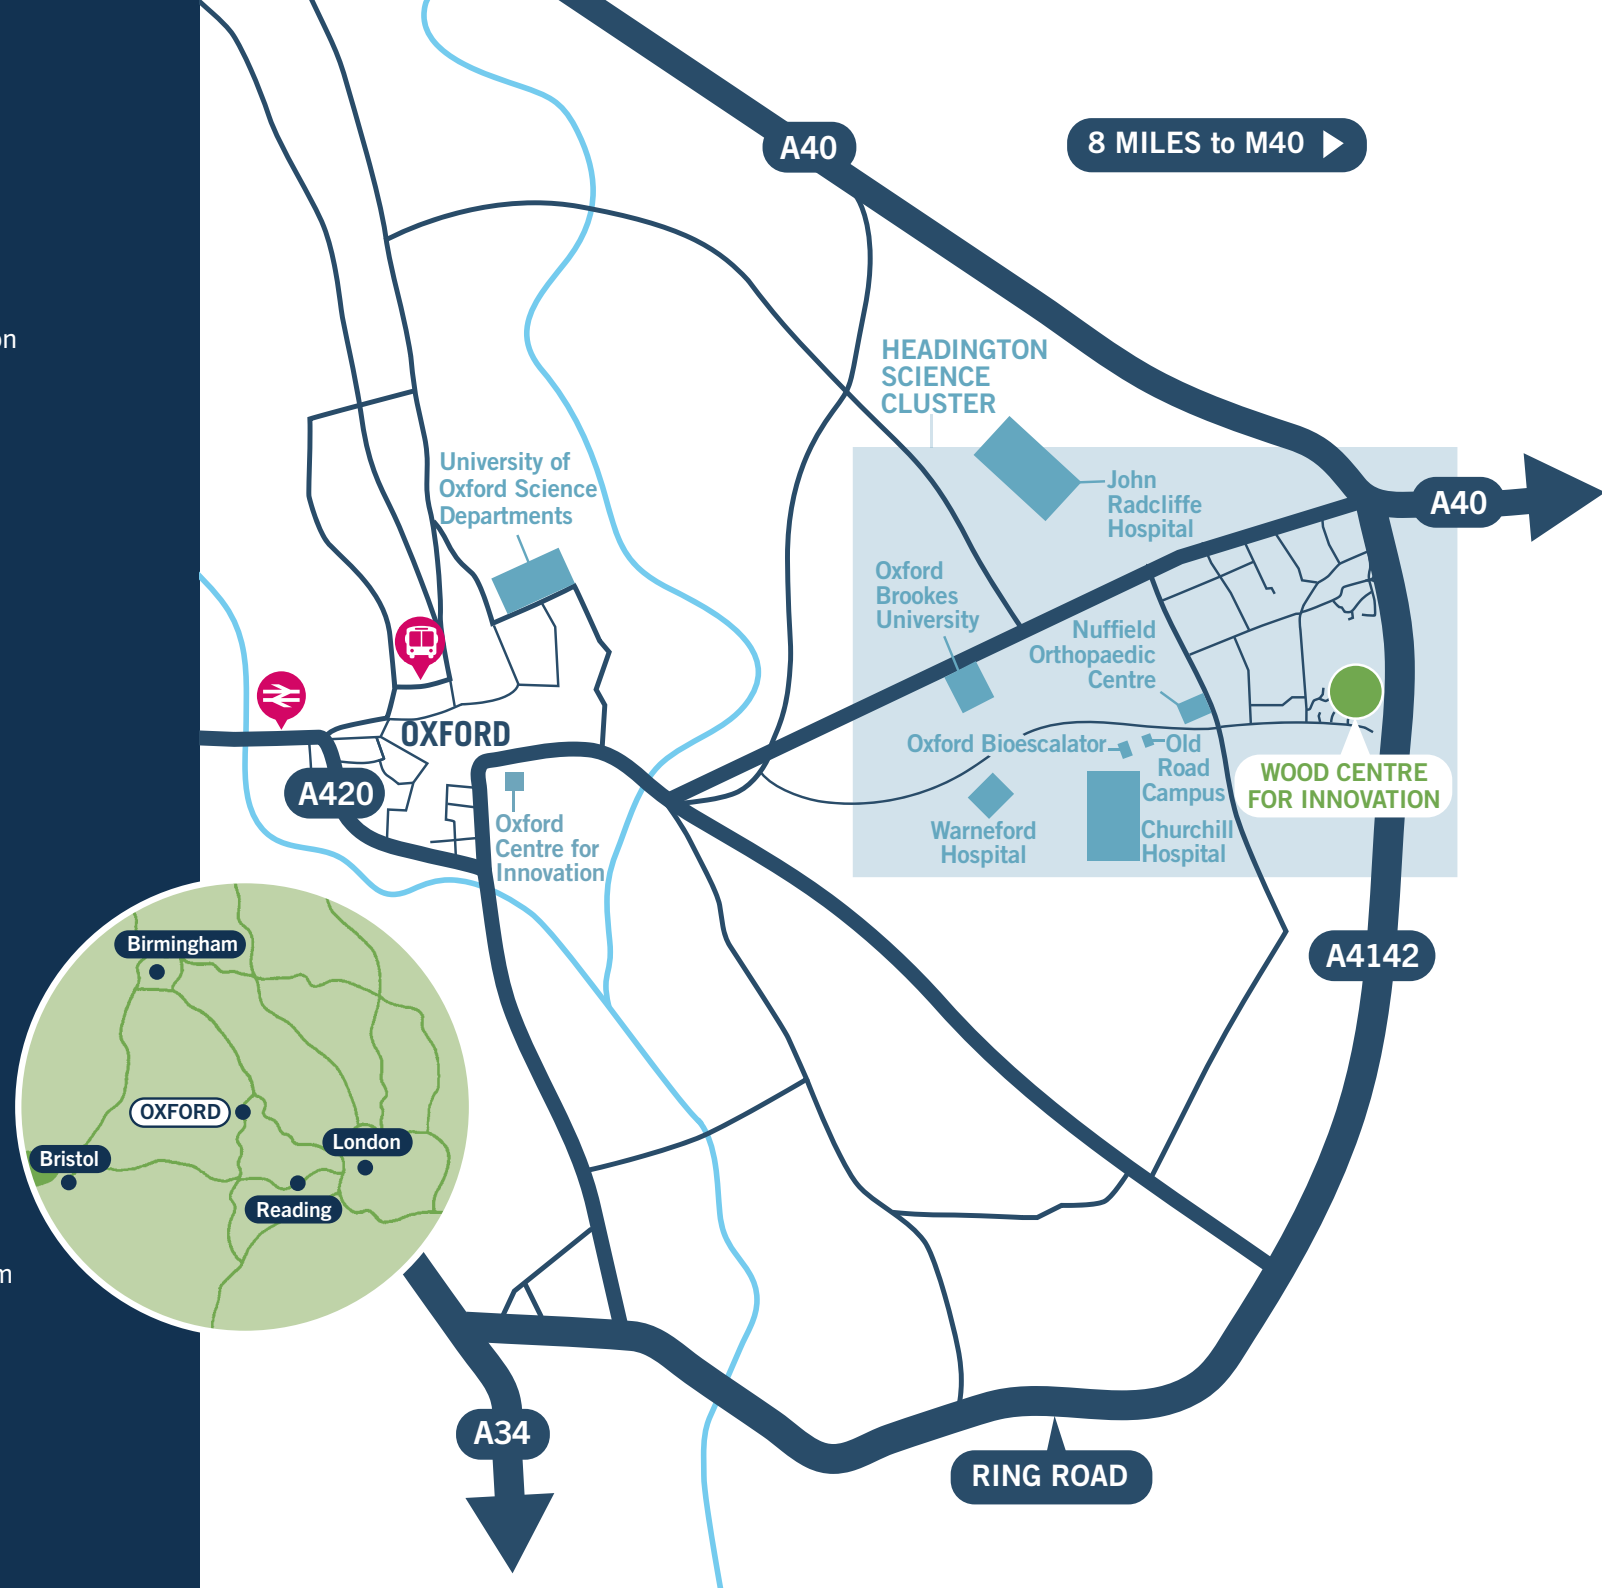 A40
8 MILES to M40
on
HEADINGTON
SCIENCE
CLUSTER
University of
Oxford Science
Departments
John
Radcliffe
Hospital
A40
Oxford
Brookes
University
Nuffield
Orthopaedic
Centre
OXFORD
Oxford Bioescalator
Old
Road
Campus
WOOD CENTRE
FOR INNOVATION
A420
Oxford
Centre for
Innovation
Warneford
Hospital
Churchill
Hospital
Birmingham
A4142
OXFORD
London
Bristol
Reading
m
A34
RING ROAD